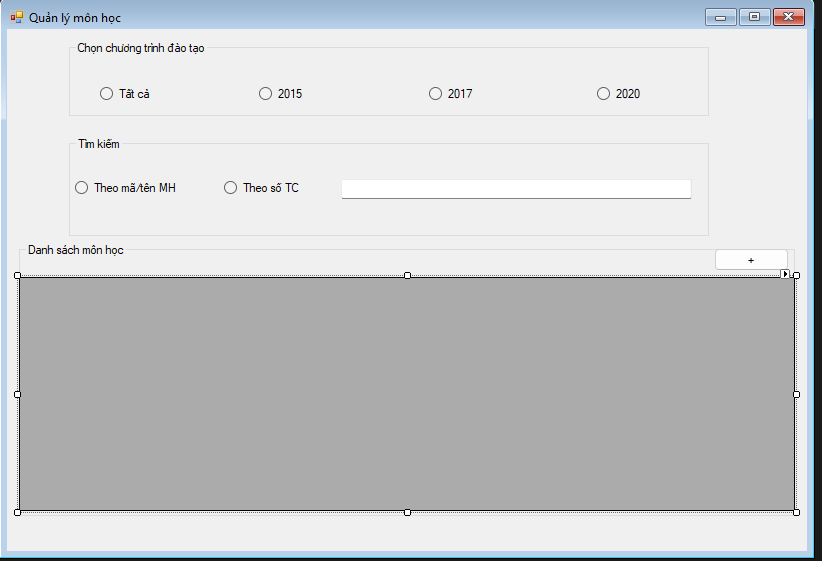 Quản lý môn học
Chọn chương trình đào tạo
Tất cả 2015 2017 2020
Tìm kiếm
Theo mã/tên MH Theo số TC
Danh sách môn học
+